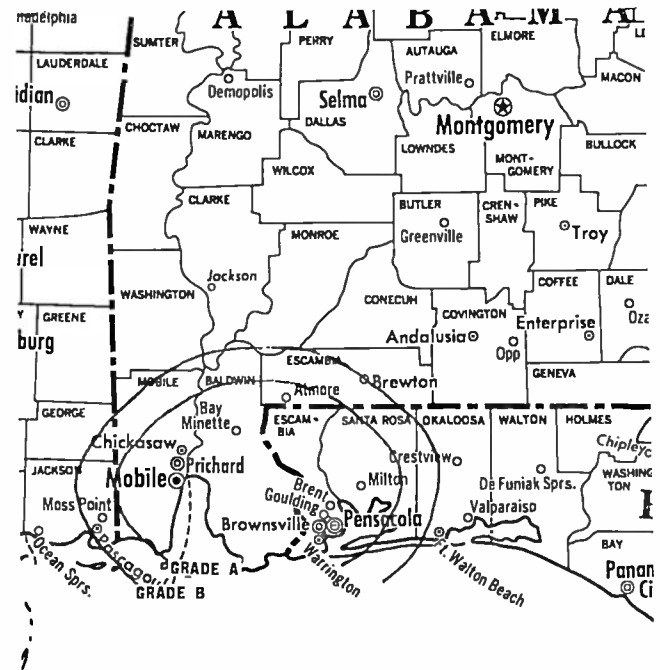 A L A B A M A
SUMTER
PERRY
ELMORE
AUTAUGA
LAUDERDALE
Demopolis
Selma
Prattville
MACON
CHOCTAW
MARENGO
DALLAS
Montgomery
CLARKE
LOWNDES
MONT-
GOMERY
BULLOCK
WILCOX
CLARKE
BUTLER
CREN-
SHAW
PIKE
WAYNE
MONROE
Greenville
Troy
Jackson
WASHINGTON
CONECUH
COFFEE
DALE
GREENE
COVINGTON
Andalusia
Enterprise
Opp
ESCAMBIA
GENEVA
MOBILE
BALDWIN
Atmore
Brewton
GEORGE
Bay
Minette
ESCAM-
BIA
SANTA ROSA
OKALOOSA
WALTON
HOLMES
Chickasaw
Prichard
Crestview
JACKSON
Mobile
Milton
De Funiak Sprs.
WASHING
TON
Moss Point
Brent
Goulding
Brownsville
Pensacola
Valparaiso
Ocean Sprs.
Warrington
Ft. Walton Beach
BAY
GRADE A
GRADE B